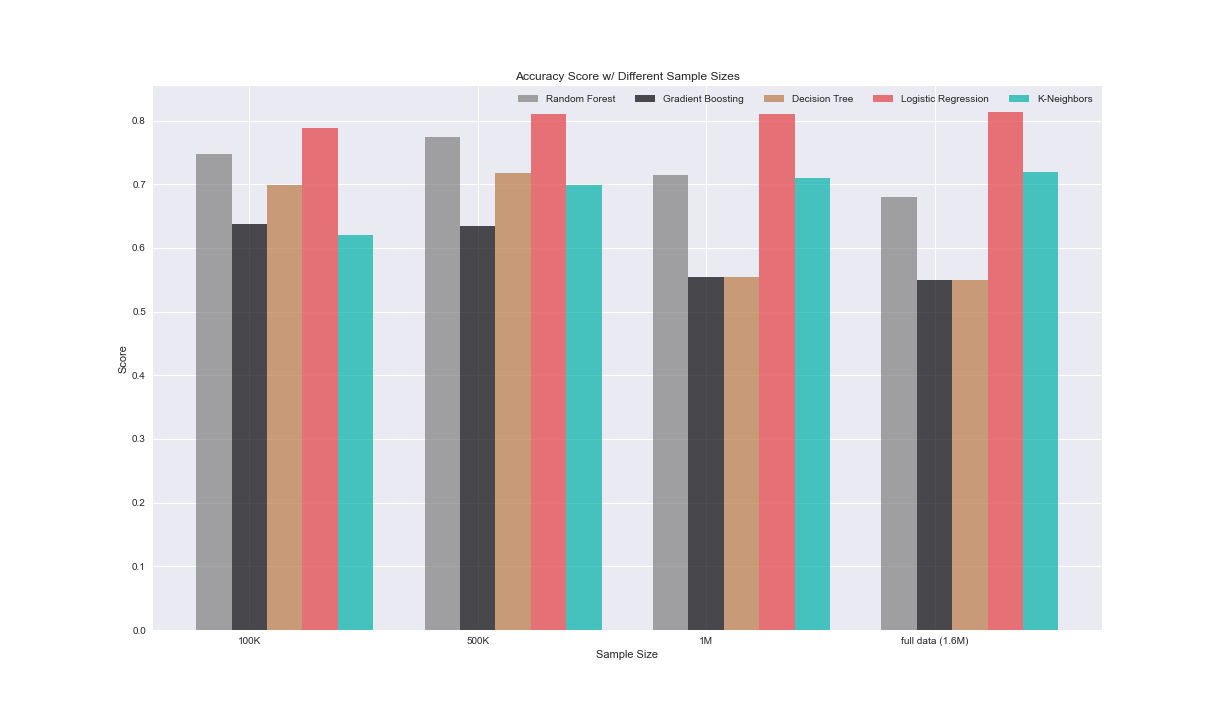 Accuracy Score w/ Different Sample Sizes
Random Forest Gradient Boosting Decision Tree Logistic Regression K-Neighbors
0.8
0.7
0.6
0.5
0.4
Score
0.3
0.2
0.1
0.0
100K 500K 1M full data (1.6M)
Sample Size